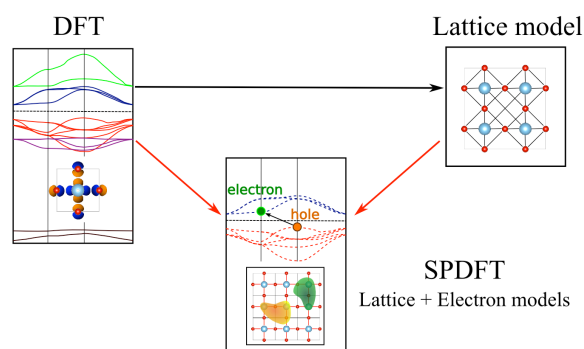 DFT
Lattice model
electron
hole
SPDFT
Lattice + Electron models